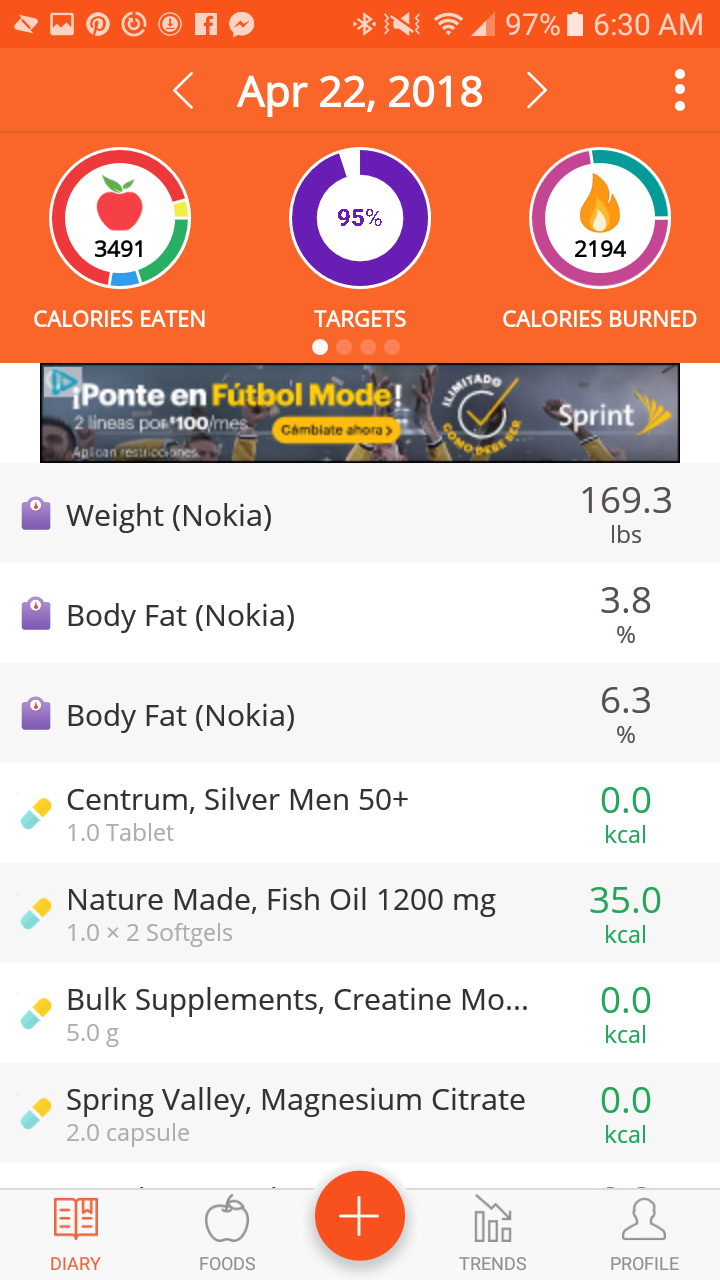 97% 6:30 AM
Apr 22, 2018
3491
95%
2194
CALORIES EATEN
TARGETS
CALORIES BURNED
¡Ponte en Fútbol Mode!
2 líneas por $100/mes.
Cámbiate ahora >
Aplican restricciones.
ILIMITADO
COMO DEBE SER
Sprint
Weight (Nokia)
169.3
lbs
Body Fat (Nokia)
3.8
%
Body Fat (Nokia)
6.3
%
Centrum, Silver Men 50+
1.0 Tablet
0.0
kcal
Nature Made, Fish Oil 1200 mg
1.0 × 2 Softgels
35.0
kcal
Bulk Supplements, Creatine Mo...
5.0 g
0.0
kcal
Spring Valley, Magnesium Citrate
2.0 capsule
0.0
kcal
DIARY
FOODS
TRENDS
PROFILE